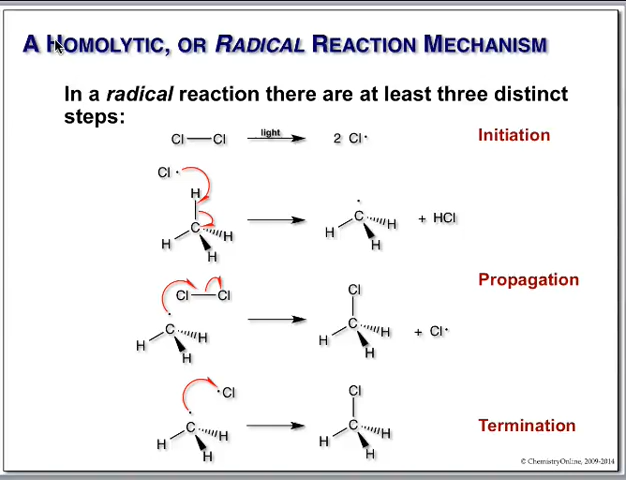 A HOMOLYTIC, OR RADICAL REACTION MECHANISM
In a radical reaction there are at least three distinct
steps:
Cl Cl light 2 Cl· Initiation
Cl ·
H
C H H H
· C H H H + HCl
Propagation
Cl Cl
· C H H H
Cl
C H H H + Cl·
·Cl
· C H H H
Cl
C H H H
Termination
© ChemistryOnline, 2009-2014